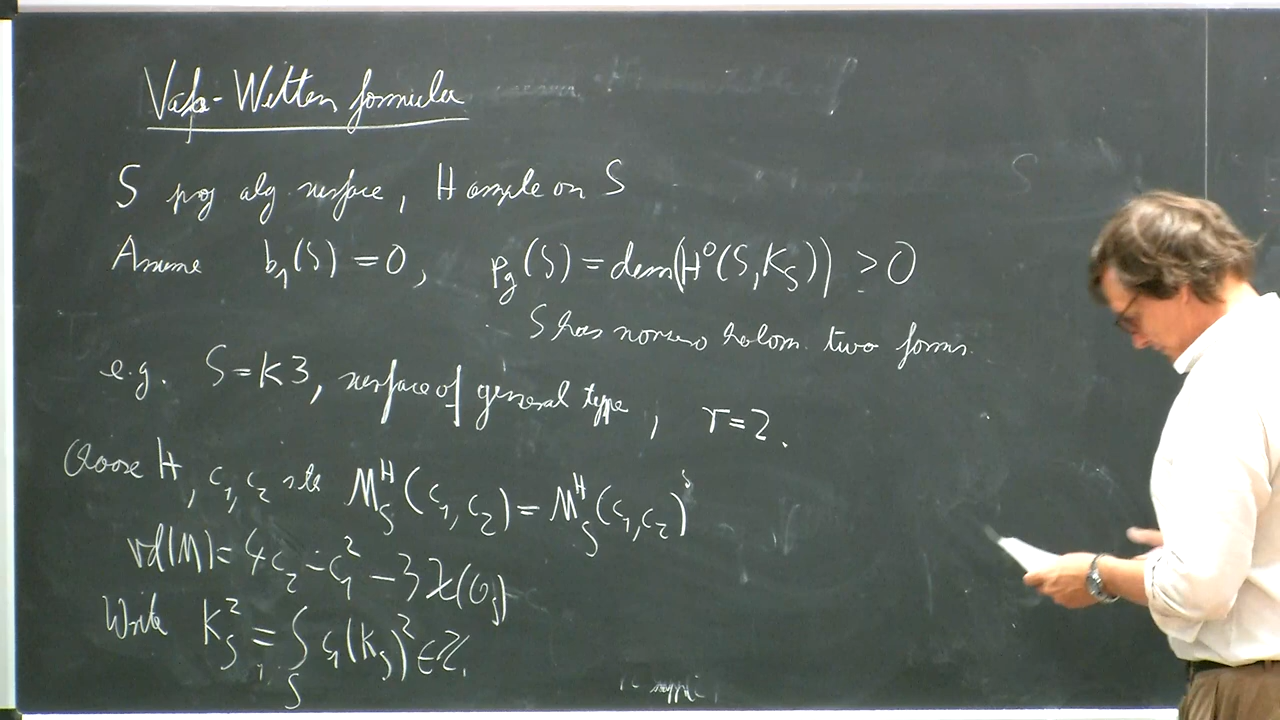 Vafa-Witten formula
S proj alg. surface, H ample on S
Assume b₁(S) = 0, p_g(S) = dim(H⁰(S, K_S)) > 0
S has nonzero holom. two forms.
e.g. S = K3, surface of general type, r = 2.
Choose H, c₁, c₂ s.th. M_S^H(c₁, c₂) = M_S^H(c₁, c₂)^s
vd(M) = 4c₂ - c₁² - 3χ(O_S)
Write K_S² = ∫_S c₁(K_S)² ∈ ℤ.
S